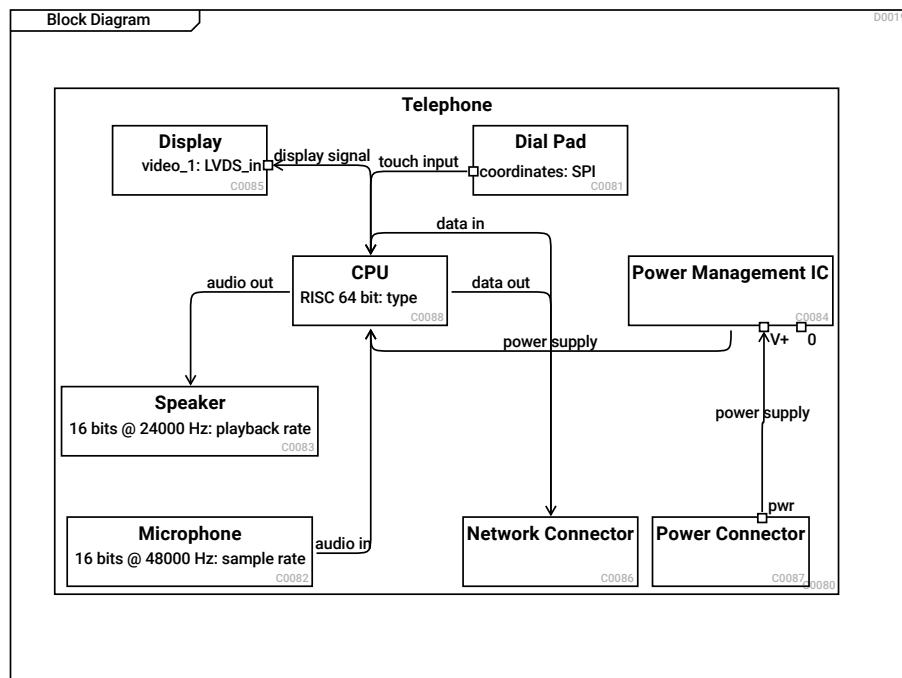 Block Diagram
D0019
Telephone
Display
video_1: LVDS_in
C0085
display signal
touch input
Dial Pad
coordinates: SPI
C0081
data in
CPU
RISC 64 bit: type
C0088
audio out
data out
Power Management IC
C0084
V+
0
power supply
Speaker
16 bits @ 24000 Hz: playback rate
C0083
power supply
pwr
Microphone
16 bits @ 48000 Hz: sample rate
C0082
audio in
Network Connector
C0086
Power Connector
C0087
C0080